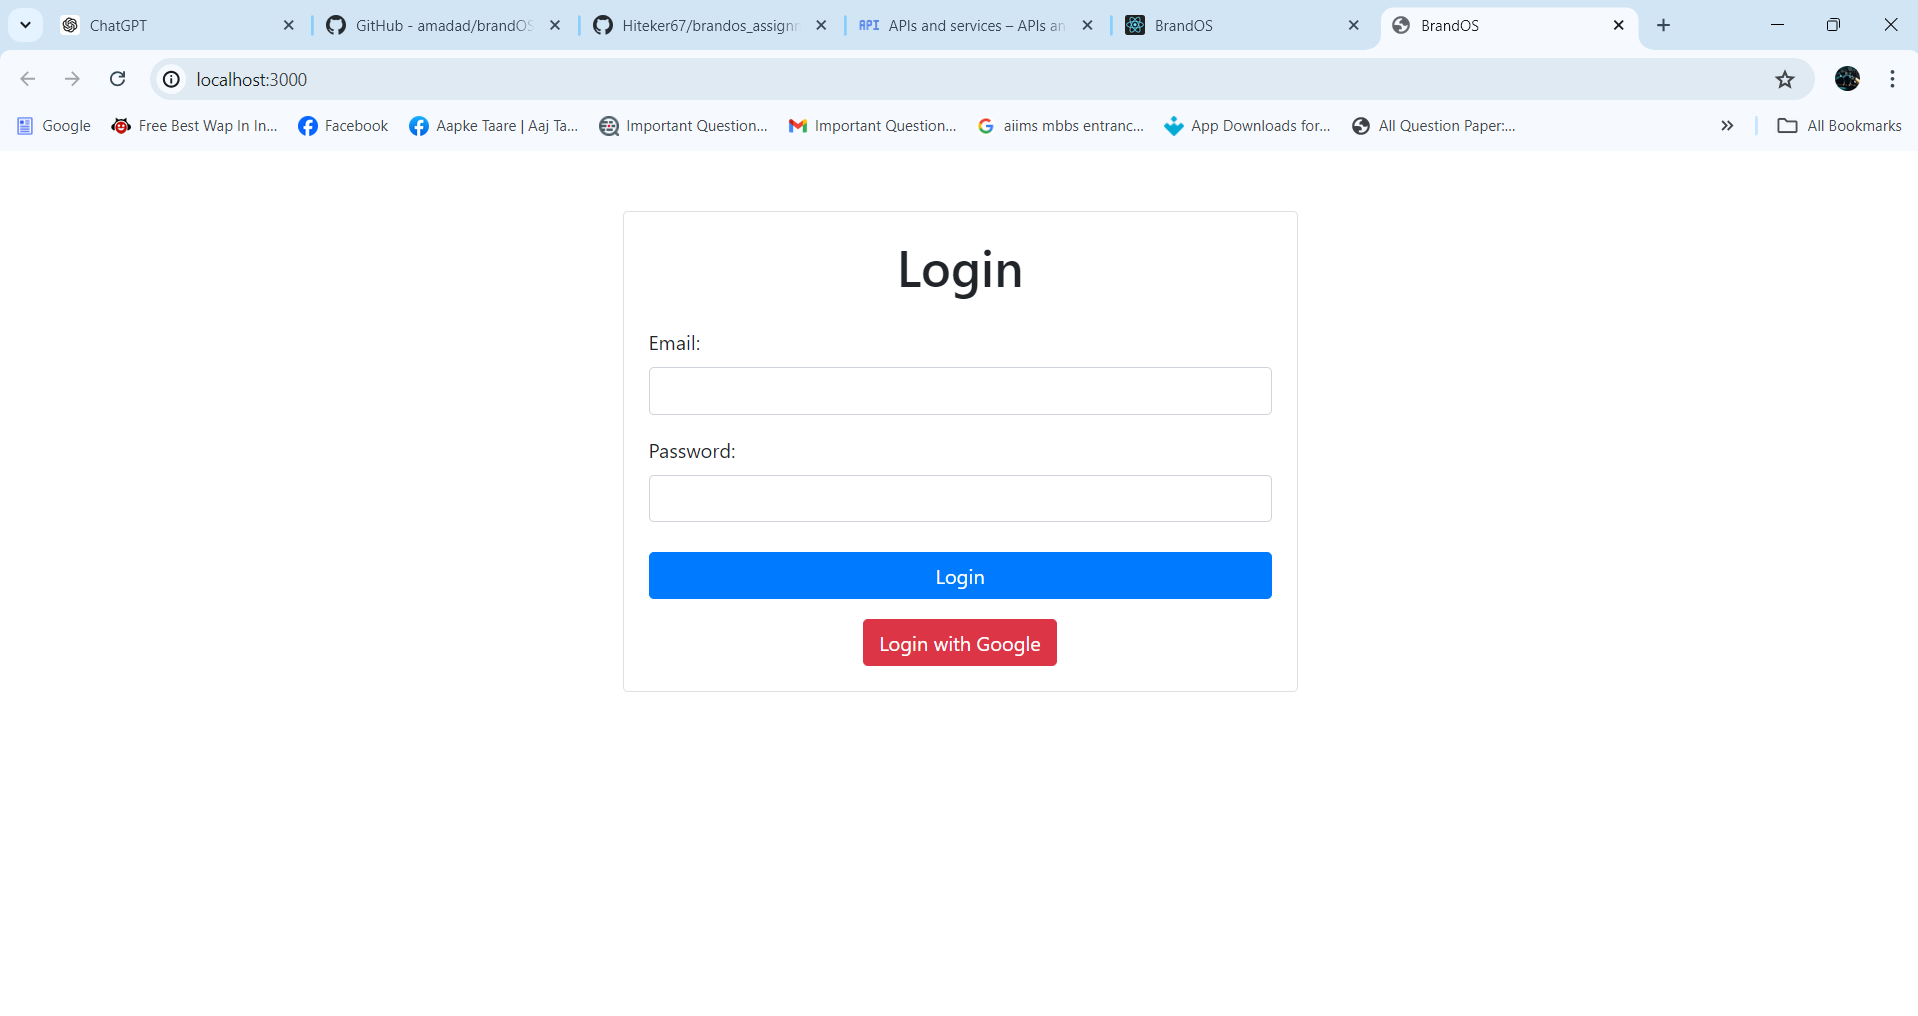 ChatGPT
GitHub - amadad/brandOS
Hiteker67/brandos_assignn
API APIs and services – APIs an
BrandOS
BrandOS
localhost:3000
Google
Free Best Wap In In...
Facebook
Aapke Taare | Aaj Ta...
Important Question...
Important Question...
aiims mbbs entranc...
App Downloads for...
All Question Paper:...
All Bookmarks
Login
Email:
Password:
Login
Login with Google